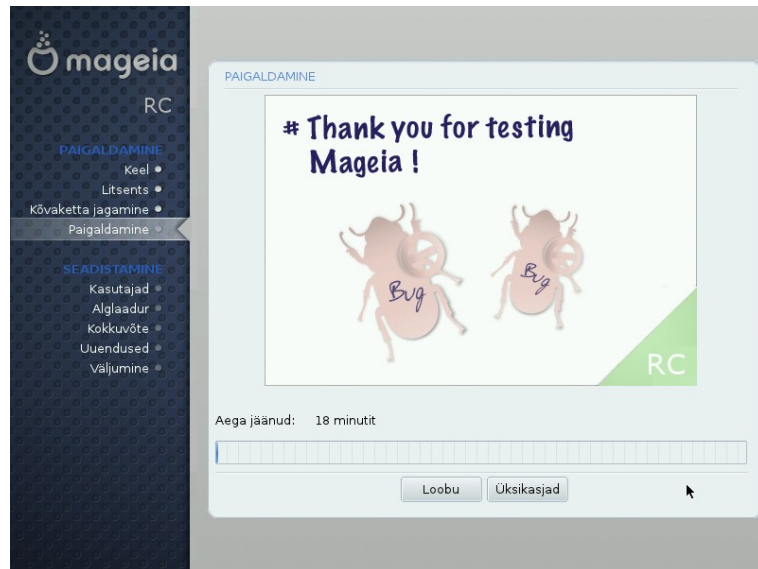 mageia
RC
PAIGALDAMINE
Keel
Litsents
Kõvaketta jagamine
Paigaldamine
SEADISTAMINE
Kasutajad
Alglaadur
Kokkuvõte
Uuendused
Väljumine
PAIGALDAMINE
# Thank you for testing
Mageia !
Bug
Bug
RC
Aega jäänud: 18 minutit
Loobu
Üksikasjad